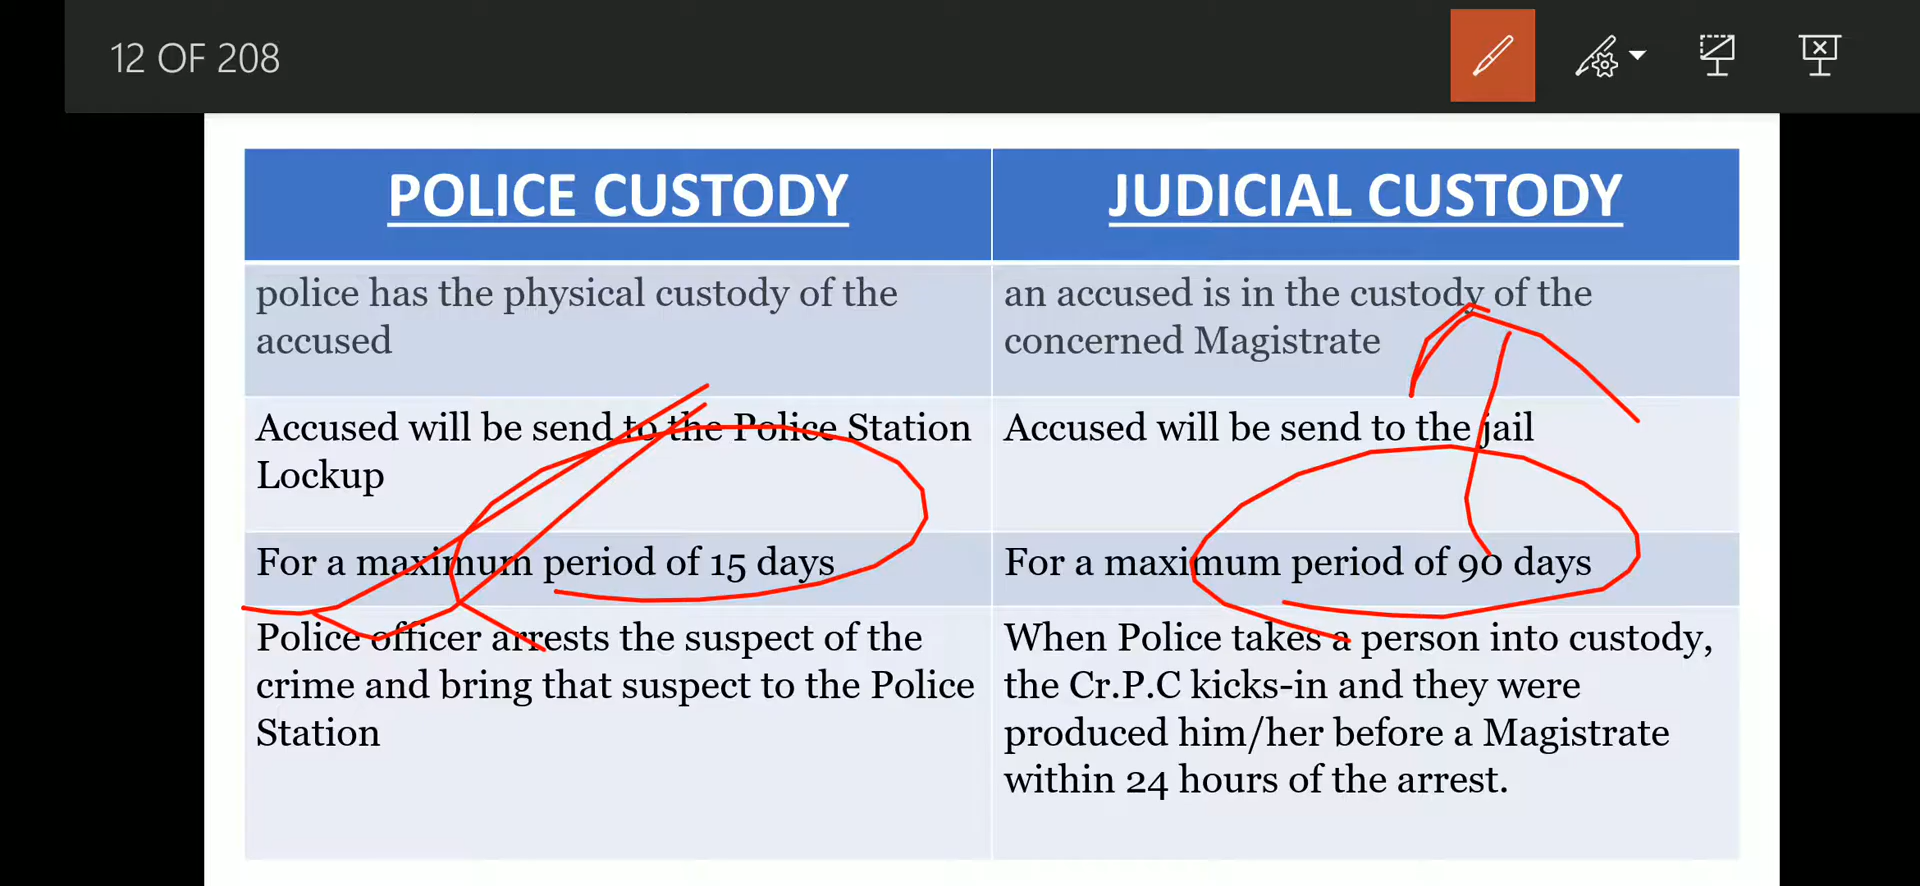 12 OF 208
POLICE CUSTODY
JUDICIAL CUSTODY
police has the physical custody of the
accused
an accused is in the custody of the
concerned Magistrate
Accused will be send to the Police Station
Lockup
Accused will be send to the jail
For a maximum period of 15 days
For a maximum period of 90 days
Police officer arrests the suspect of the
crime and bring that suspect to the Police
Station
When Police takes a person into custody,
the Cr.P.C kicks-in and they were
produced him/her before a Magistrate
within 24 hours of the arrest.